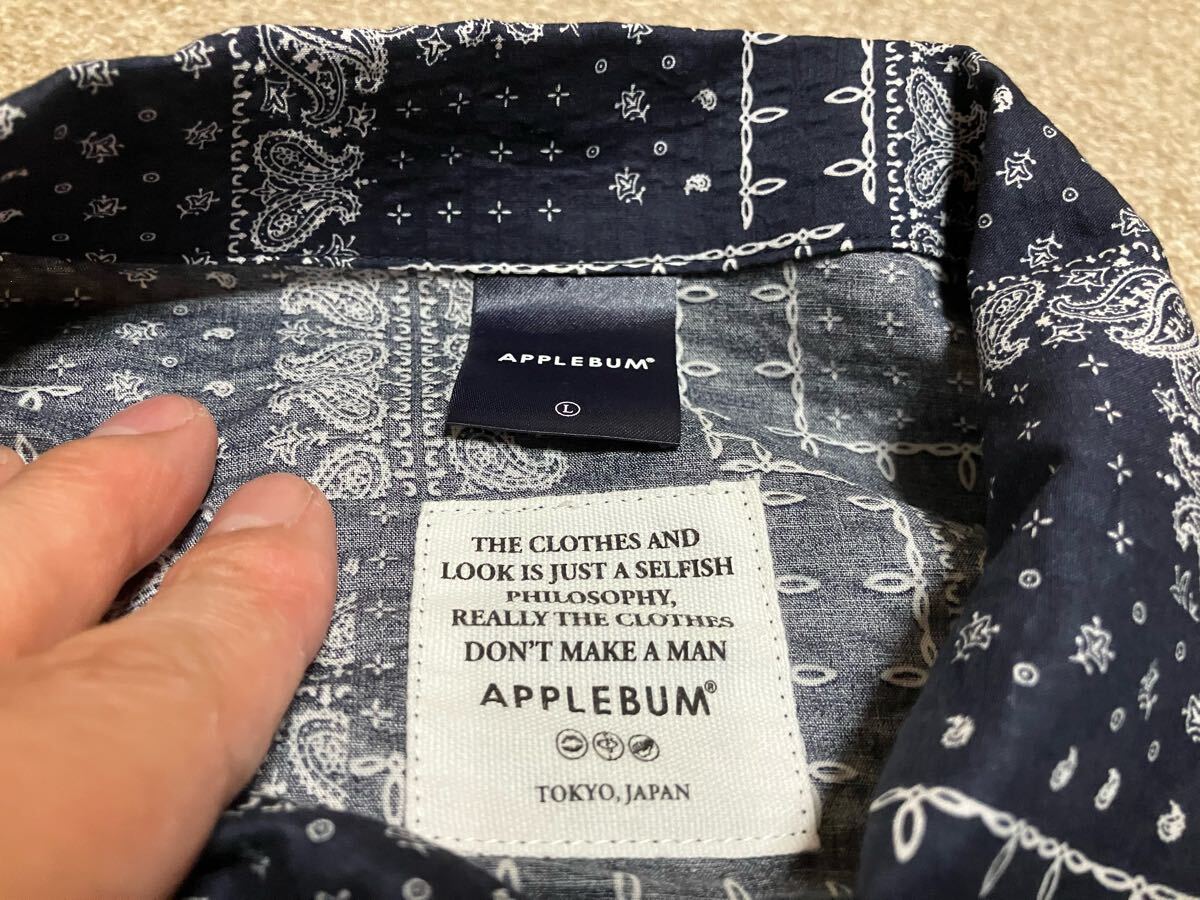 APPLEBUM®
Ⓛ
THE CLOTHES AND
LOOK IS JUST A SELFISH
PHILOSOPHY,
REALLY THE CLOTHES
DON'T MAKE A MAN
APPLEBUM®
TOKYO, JAPAN